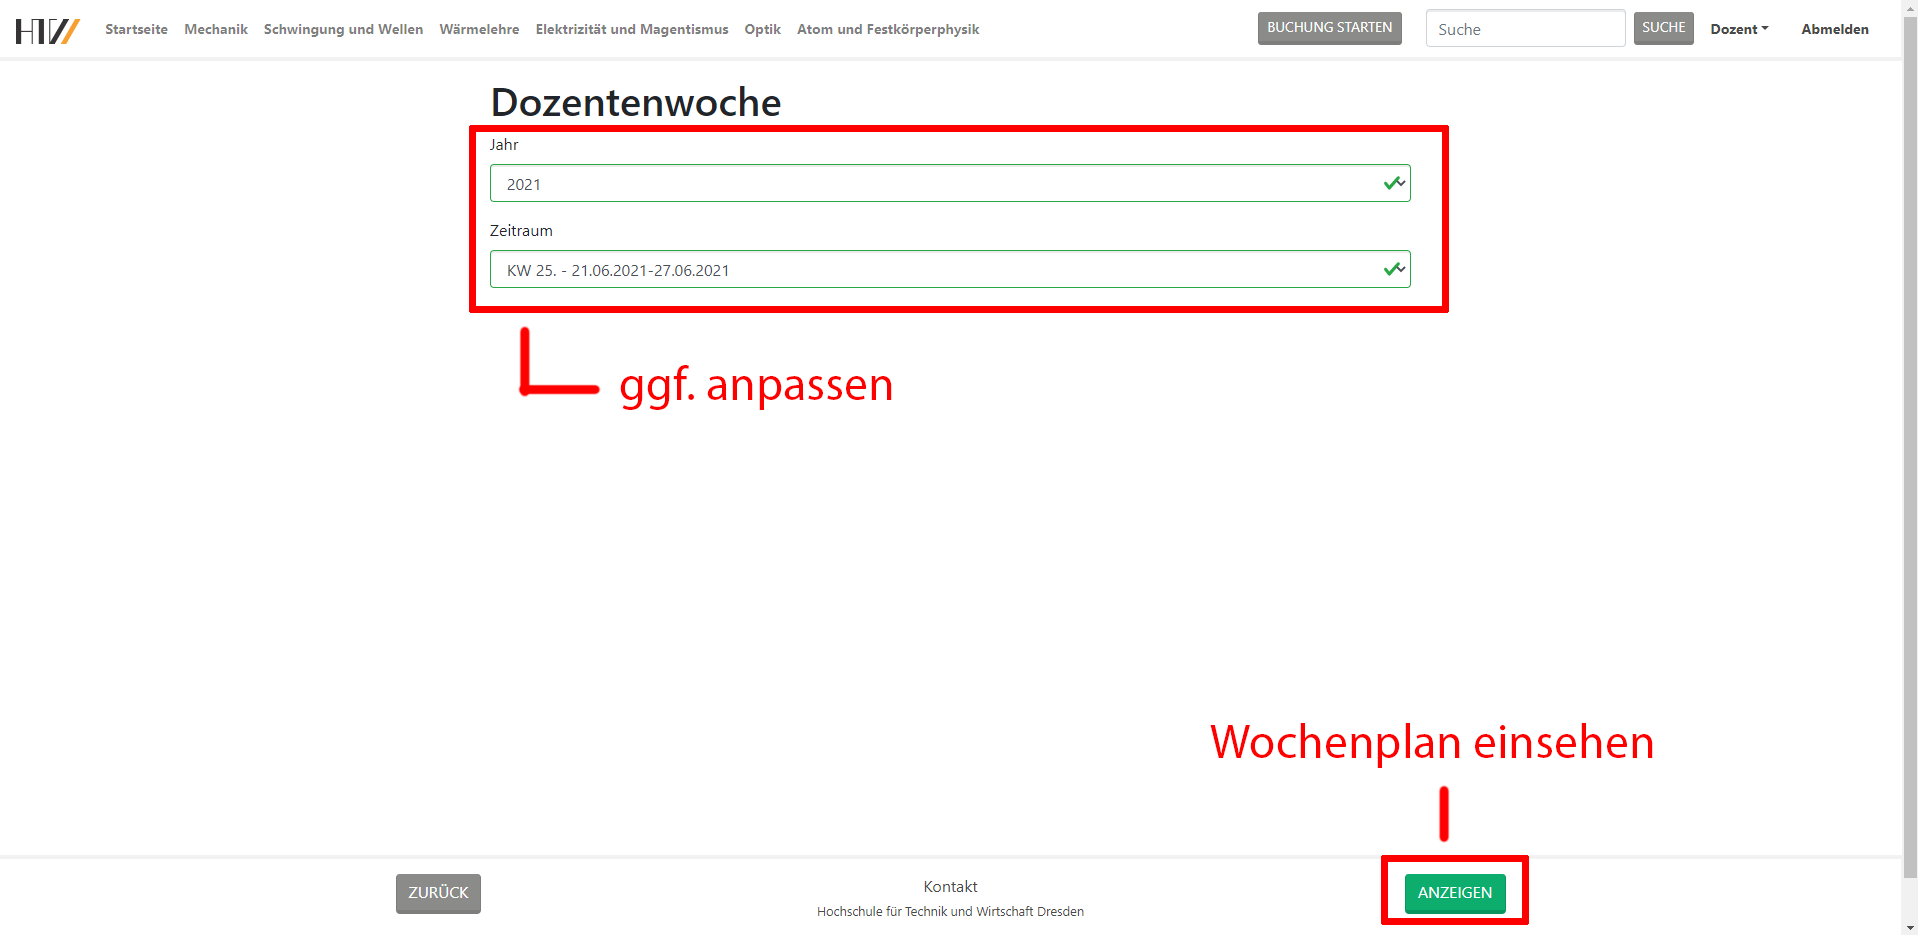 HTW
Startseite Mechanik Schwingung und Wellen Wärmelehre Elektrizität und Magentismus Optik Atom und Festkörperphysik BUCHUNG STARTEN Suche SUCHE Dozent Abmelden
Dozentenwoche
Jahr
2021
Zeitraum
KW 25. - 21.06.2021-27.06.2021
ggf. anpassen
Wochenplan einsehen
ZURÜCK Kontakt ANZEIGEN
Hochschule für Technik und Wirtschaft Dresden